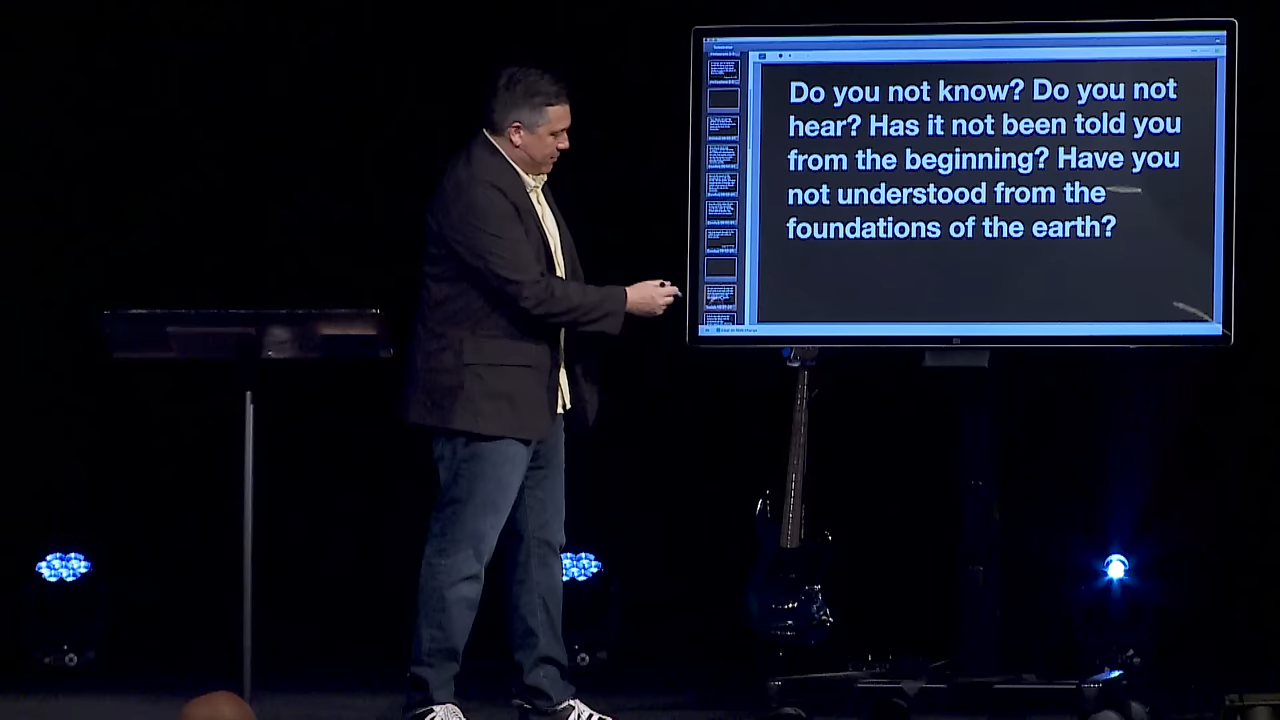 Do you not know? Do you not
hear? Has it not been told you
from the beginning? Have you
not understood from the
foundations of the earth?